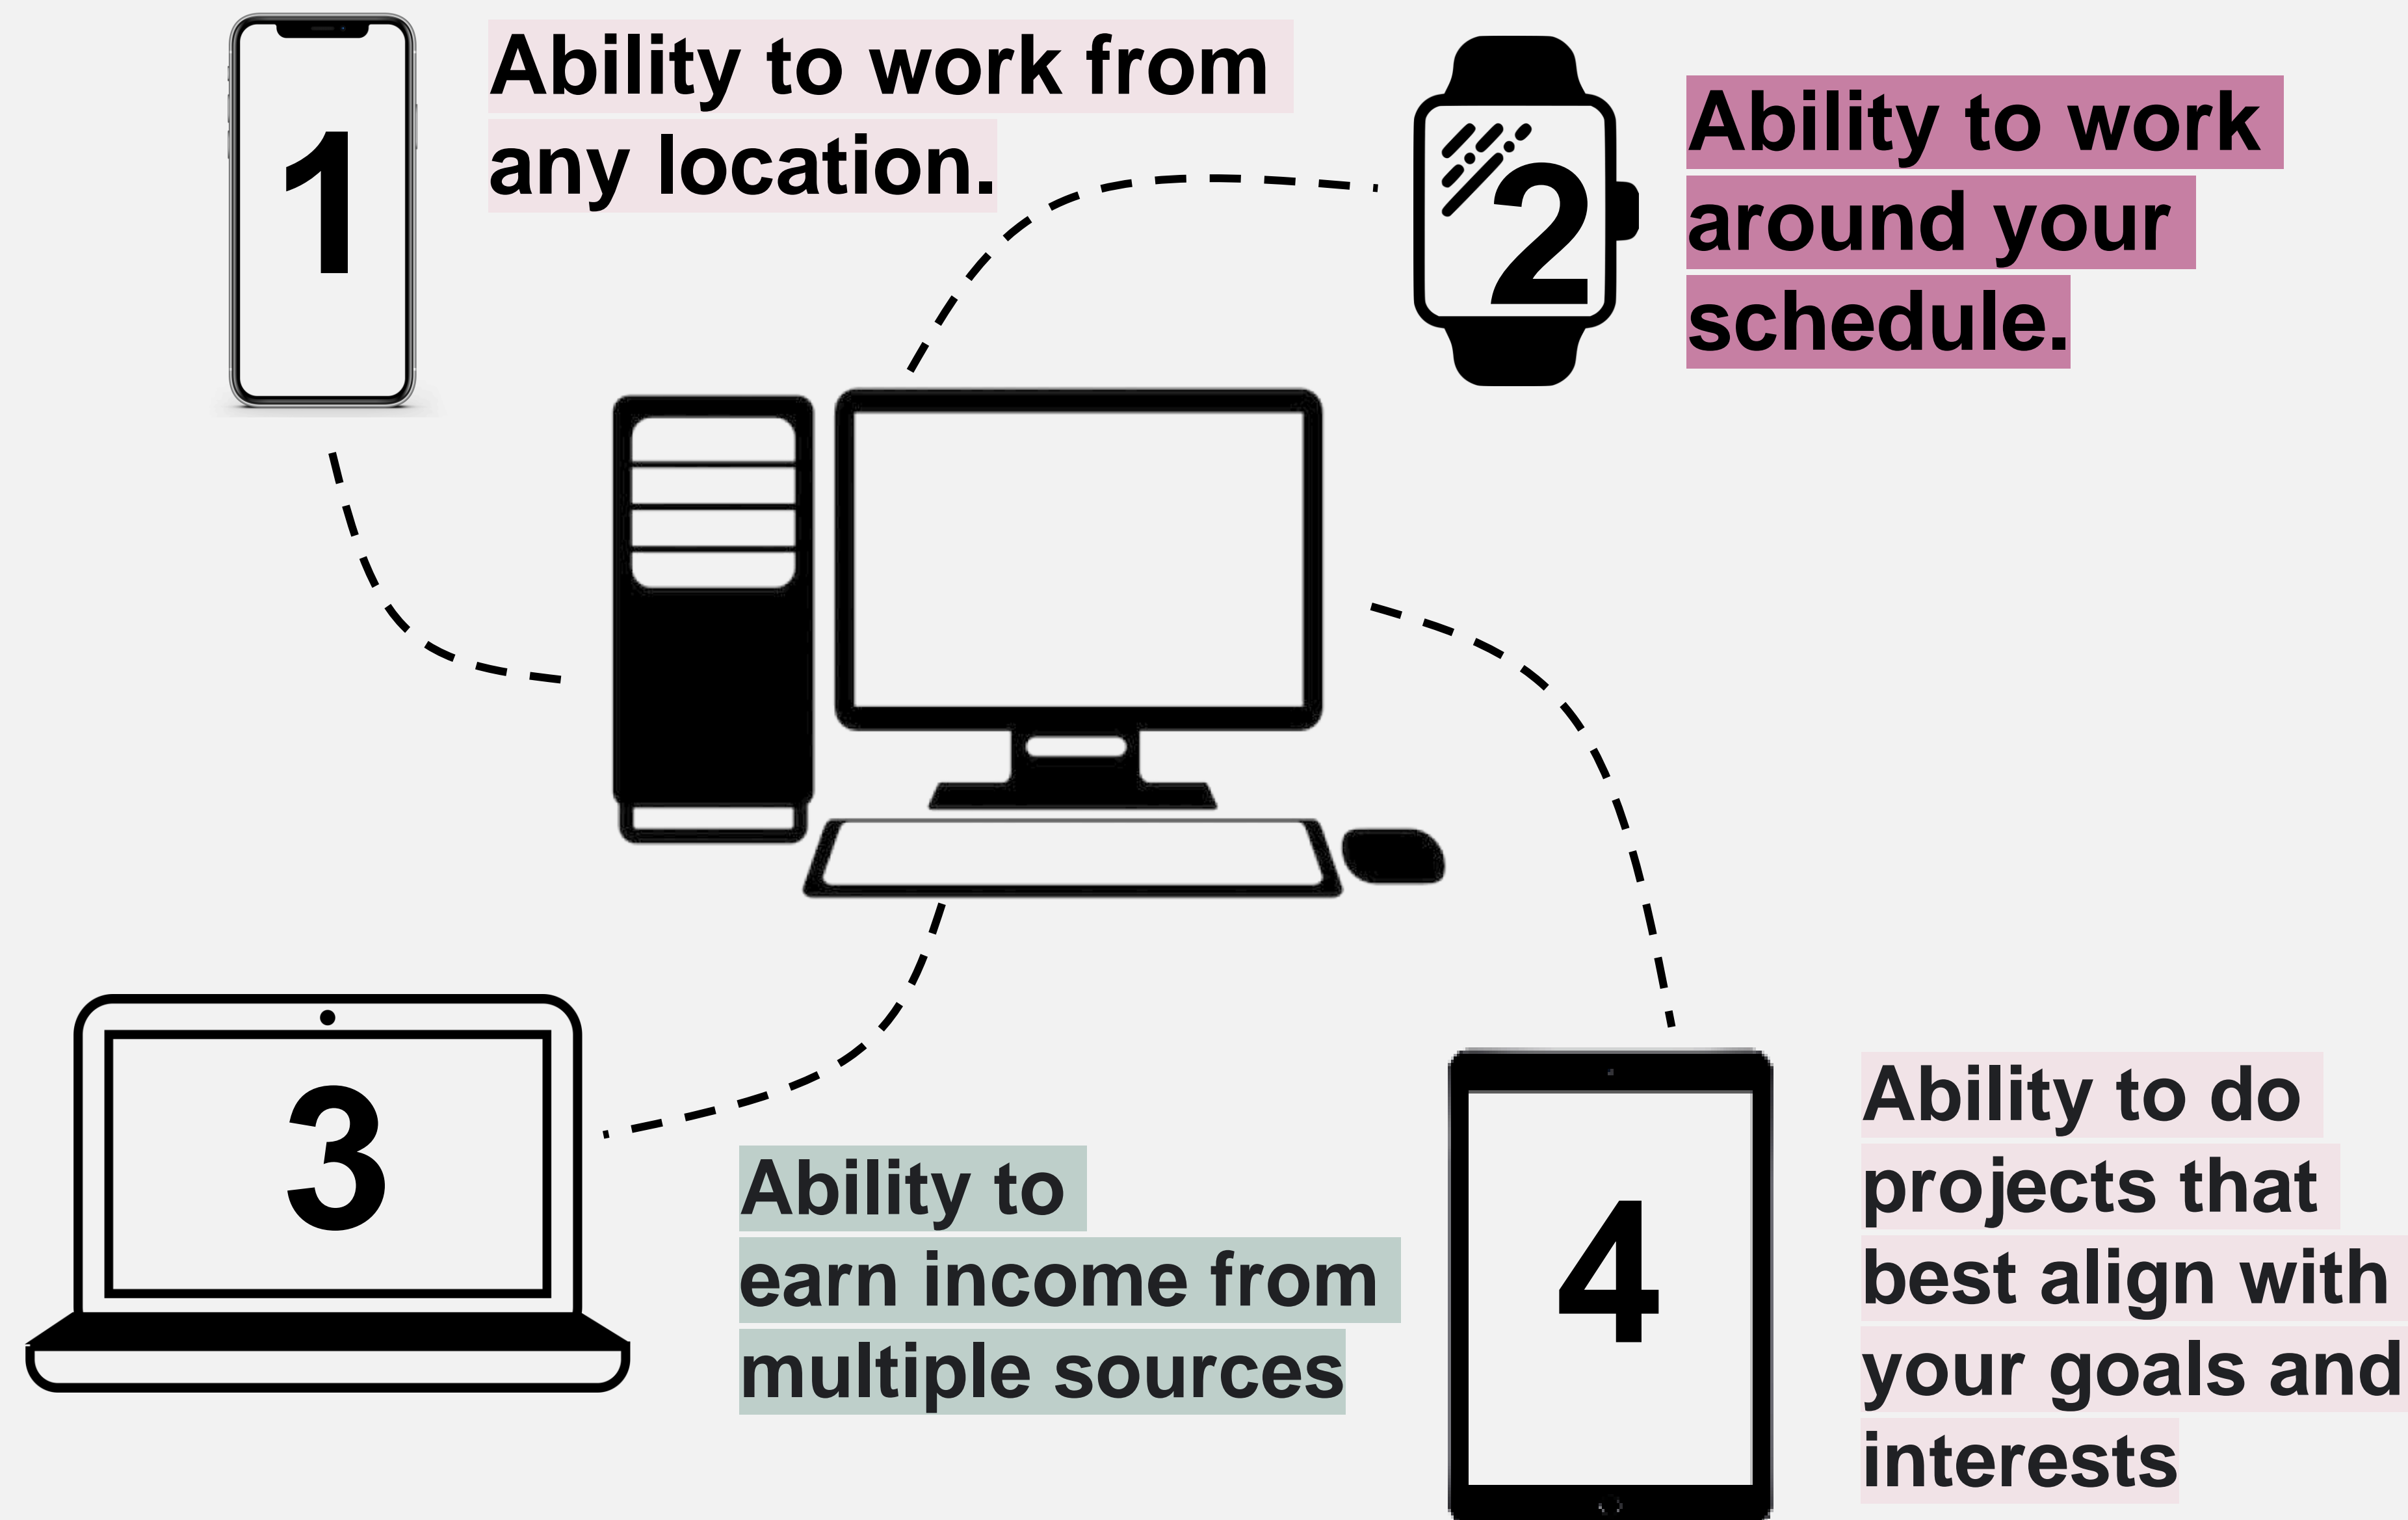 1
Ability to work from
any location.
2
Ability to work
around your
schedule.
3
Ability to
earn income from
multiple sources
4
Ability to do
projects that
best align with
your goals and
interests